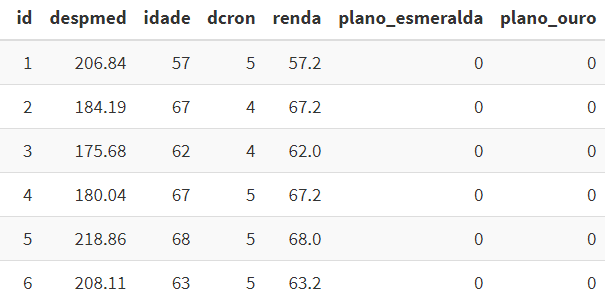 id despmed idade dcron renda plano_esmeralda plano_ouro
1 206.84 57 5 57.2 0 0
2 184.19 67 4 67.2 0 0
3 175.68 62 4 62.0 0 0
4 180.04 67 5 67.2 0 0
5 218.86 68 5 68.0 0 0
6 208.11 63 5 63.2 0 0